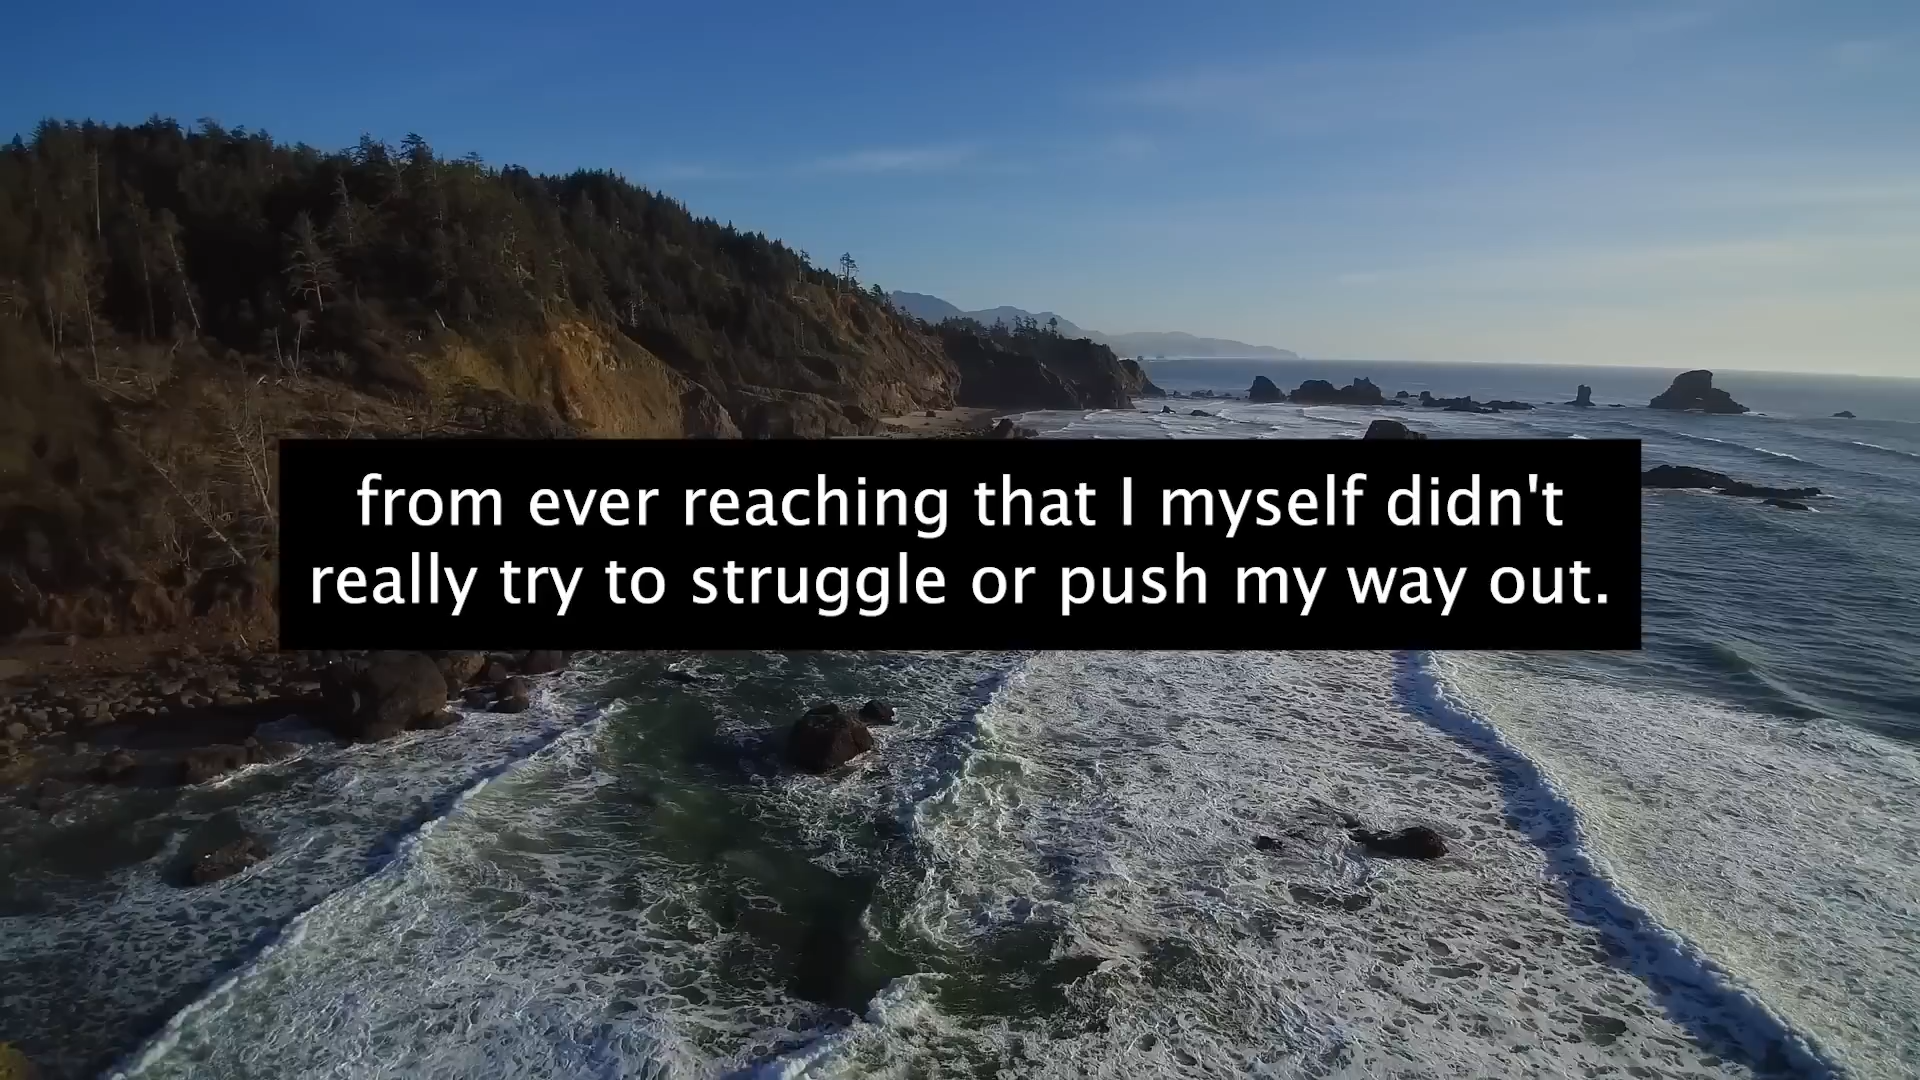 from ever reaching that I myself didn't
really try to struggle or push my way out.